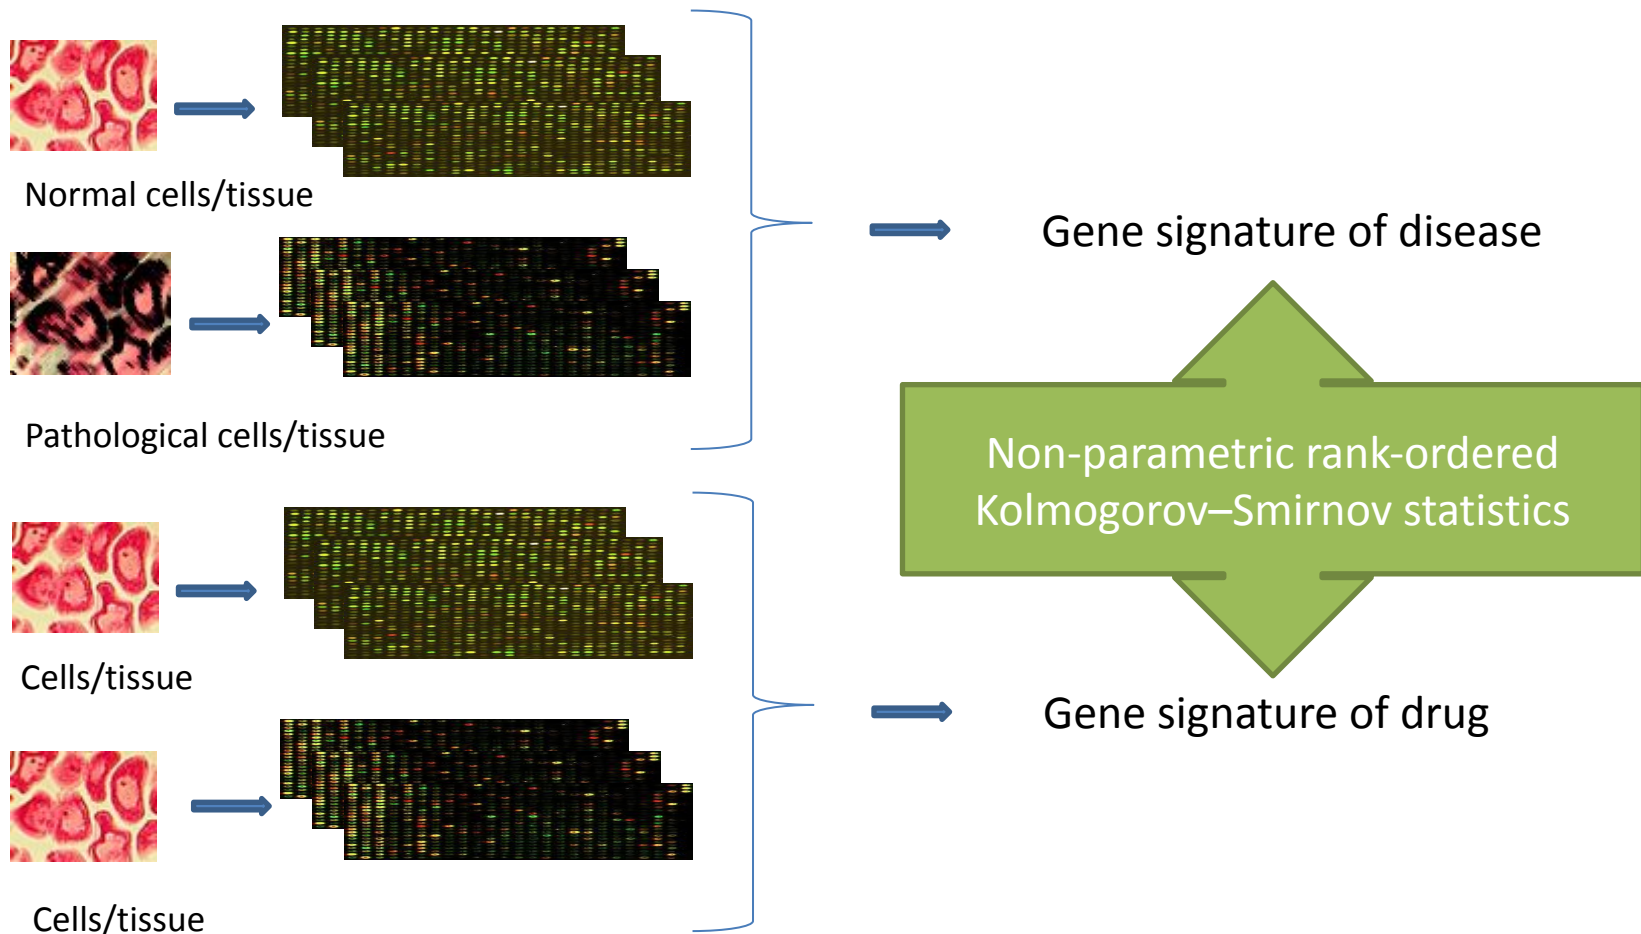 Normal cells/tissue
Gene signature of disease
Pathological cells/tissue
Non-parametric rank-ordered
Kolmogorov–Smirnov statistics
Cells/tissue
Gene signature of drug
Cells/tissue